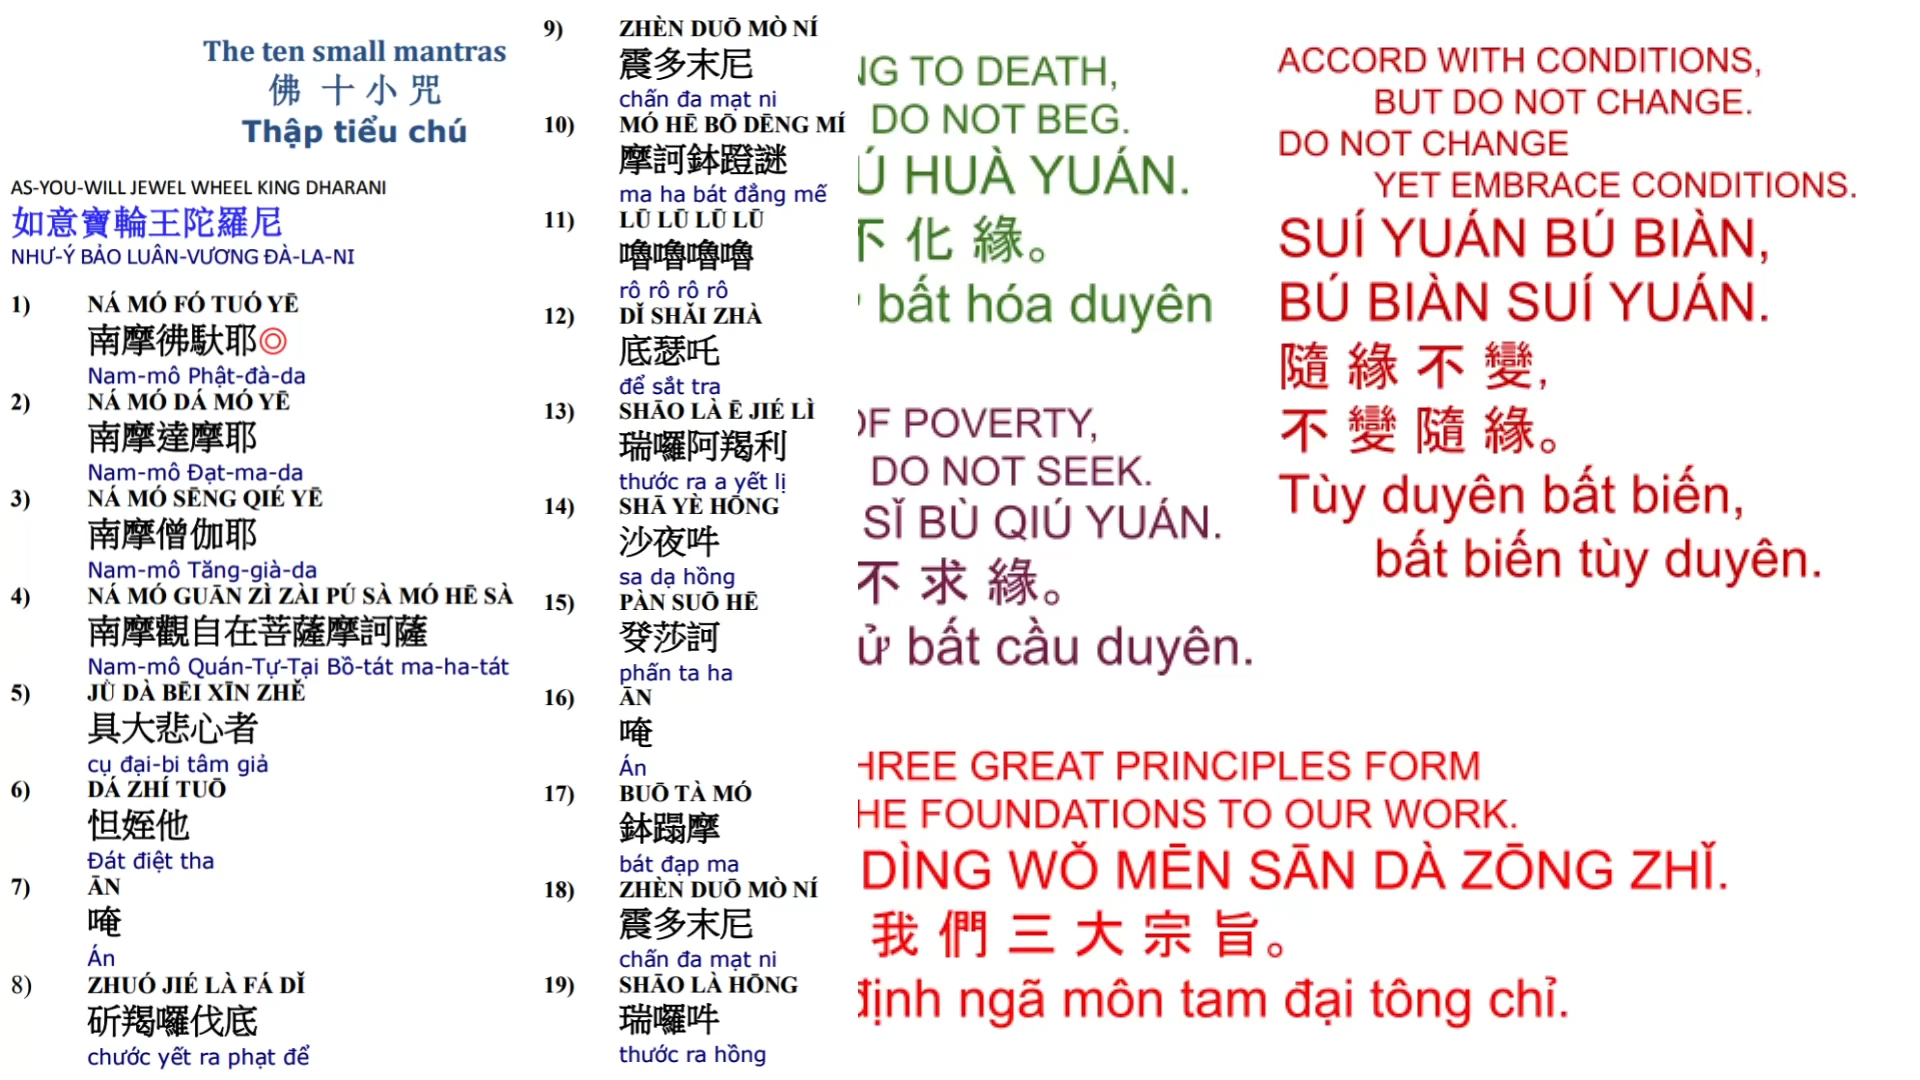 The ten small mantras
佛 十 小 咒
Thập tiểu chú
AS-YOU-WILL JEWEL WHEEL KING DHARANI
如意寶輪王陀羅尼
NHƯ-Ý BẢO LUÂN-VƯƠNG ĐÀ-LA-NI
1) NÁ MÓ FÓ TUÓ YĒ
南摩彿馱耶◎
Nam-mô Phật-đà-da
2) NÁ MÓ DÁ MÓ YĒ
南摩達摩耶
Nam-mô Đạt-ma-da
3) NÁ MÓ SĒNG QIÉ YĒ
南摩僧伽耶
Nam-mô Tăng-già-da
4) NÁ MÓ GUĀN ZÌ ZÀI PÚ SÀ MÓ HĒ SÀ
南摩觀自在菩薩摩訶薩
Nam-mô Quán-Tự-Tại Bồ-tát ma-ha-tát
5) JÙ DÀ BĒI XĪN ZHĚ
具大悲心者
cụ đại-bi tâm giả
6) DÁ ZHÍ TUŌ
怛姪他
Đát điệt tha
7) ĀN
唵
Án
8) ZHUÓ JIÉ LÀ FÁ DǏ
斫羯囉伐底
chước yết ra phạt để
9) ZHÈN DUŌ MÒ NÍ
震多末尼
chấn đa mạt ni
10) MÓ HĒ BŌ DĒNG MÍ
摩訶鉢蹬謎
ma ha bát đẳng mế
11) LŪ LŪ LŪ LŪ
嚕嚕嚕嚕
rô rô rô rô
12) DǏ SHǍI ZHÀ
底瑟吒
để sắt tra
13) SHĀO LÀ Ē JIÉ LÌ
瑞囉阿羯利
thước ra a yết lị
14) SHĀ YÈ HŌNG
沙夜吽
sa dạ hồng
15) PÀN SUŌ HĒ
癹莎訶
phấn ta ha
16) ĀN
唵
Án
17) BUŌ TÀ MÓ
鉢蹋摩
bát đạp ma
18) ZHÈN DUŌ MÒ NÍ
震多末尼
chấn đa mạt ni
19) SHĀO LÀ HŌNG
瑞囉吽
thước ra hồng
NG TO DEATH,
DO NOT BEG.
Ú HUÀ YUÁN.
不 化 緣。
bất hóa duyên
OF POVERTY,
DO NOT SEEK.
SǏ BÙ QIÚ YUÁN.
不 求 緣。
ử bất cầu duyên.
ACCORD WITH CONDITIONS,
BUT DO NOT CHANGE.
DO NOT CHANGE
YET EMBRACE CONDITIONS.
SUÍ YUÁN BÚ BIÀN,
BÚ BIÀN SUÍ YUÁN.
隨 緣 不 變,
不 變 隨 緣。
Tùy duyên bất biến,
bất biến tùy duyên.
HREE GREAT PRINCIPLES FORM
HE FOUNDATIONS TO OUR WORK.
DÌNG WǑ MĒN SĀN DÀ ZŌNG ZHǏ.
我 們 三 大 宗 旨。
định ngã môn tam đại tông chỉ.